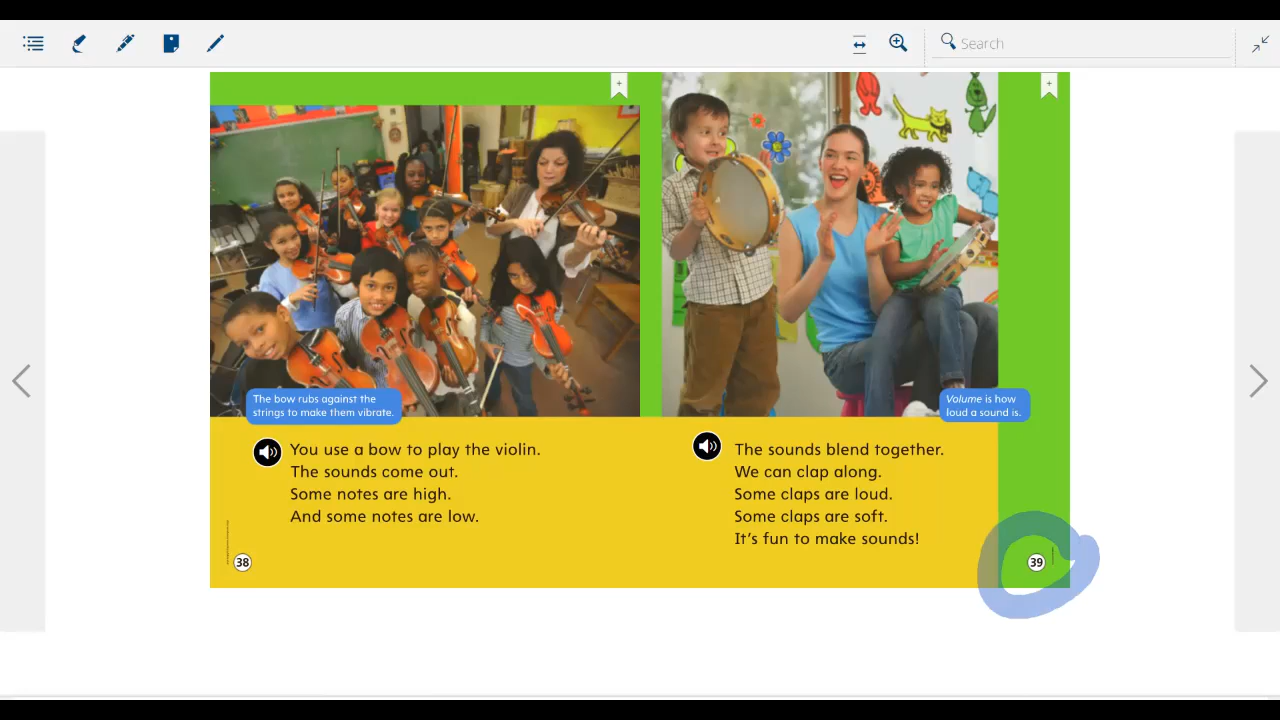 Search
The bow rubs against the
strings to make them vibrate.
You use a bow to play the violin.
The sounds come out.
Some notes are high.
And some notes are low.
38
Volume is how
loud a sound is.
The sounds blend together.
We can clap along.
Some claps are loud.
Some claps are soft.
It's fun to make sounds!
39